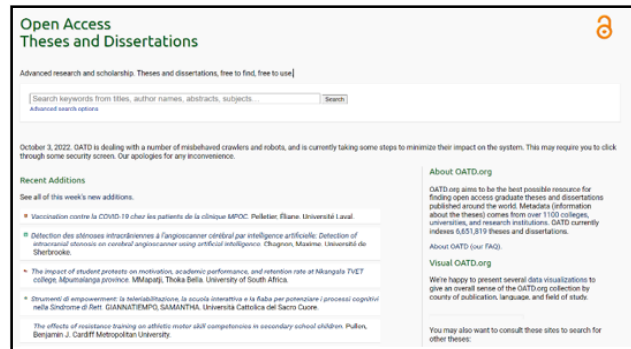 Open Access
Theses and Dissertations
Advanced research and scholarship. Theses and dissertations, free to find, free to use.
Search keywords from titles, author names, abstracts, subjects...
Search
Advanced search options
October 3, 2022. OATD is dealing with a number of misbehaved crawlers and robots, and is currently taking some steps to minimize their impact on the system. This may require you to click
through some security screen. Our apologies for any inconvenience.
Recent Additions
See all of this week's new additions.
Vaccination contre la COVID-19 chez les patients de la clinique MPOC. Pelletier, Éliane. Université Laval.
Détection des sténoses intracrâniennes à l'angioscanner cérébral par intelligence artificielle: Detection of
intracranial stenosis on cerebral angioscanner using artificial intelligence. Chagnon, Maxime. Université de
Sherbrooke.
The impact of student protests on motivation, academic performance, and retention rate at Nkangala TVET
college, Mpumalanga province. MMapatji, Thoka Bella. University of South Africa.
Strumenti di empowerment: la teleriabilitazione, la scuola interattiva e la fiaba per potenziare i processi cognitivi
nella Sindrome di Rett. GIANNATIEMPO, SAMANTHA. Università Cattolica del Sacro Cuore.
The effects of resistance training on athletic motor skill competencies in secondary school children. Pullen,
Benjamin J. Cardiff Metropolitan University.
About OATD.org
OATD.org aims to be the best possible resource for
finding open access graduate theses and dissertations
published around the world. Metadata (information
about the theses) comes from over 1100 colleges,
universities, and research institutions. OATD currently
indexes 6,651,819 theses and dissertations.
About OATD (our FAQ).
Visual OATD.org
We're happy to present several data visualizations to
give an overall sense of the OATD.org collection by
county of publication, language, and field of study.
You may also want to consult these sites to search for
other theses: